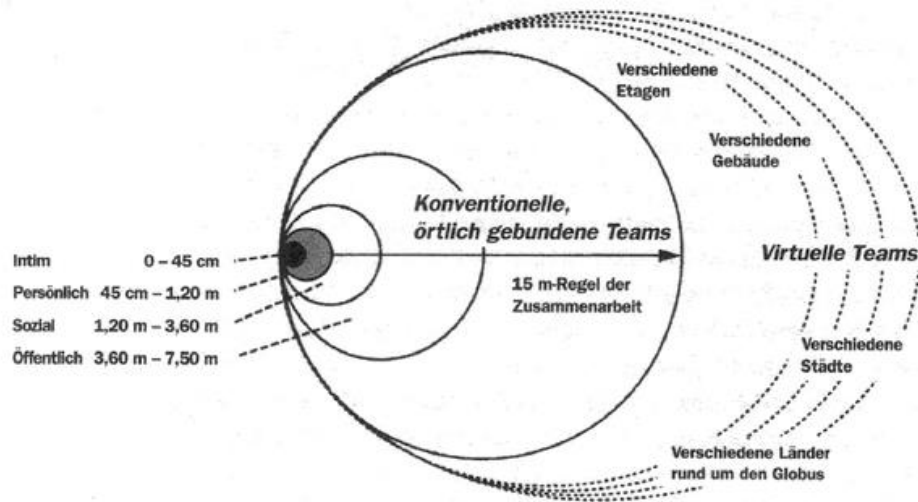 Verschiedene
Etagen
Verschiedene
Gebäude
Konventionelle,
örtlich gebundene Teams
Virtuelle Teams
15 m-Regel der
Zusammenarbeit
Intim 0 – 45 cm
Persönlich 45 cm – 1,20 m
Sozial 1,20 m – 3,60 m
Öffentlich 3,60 m – 7,50 m
Verschiedene
Städte
Verschiedene Länder
rund um den Globus